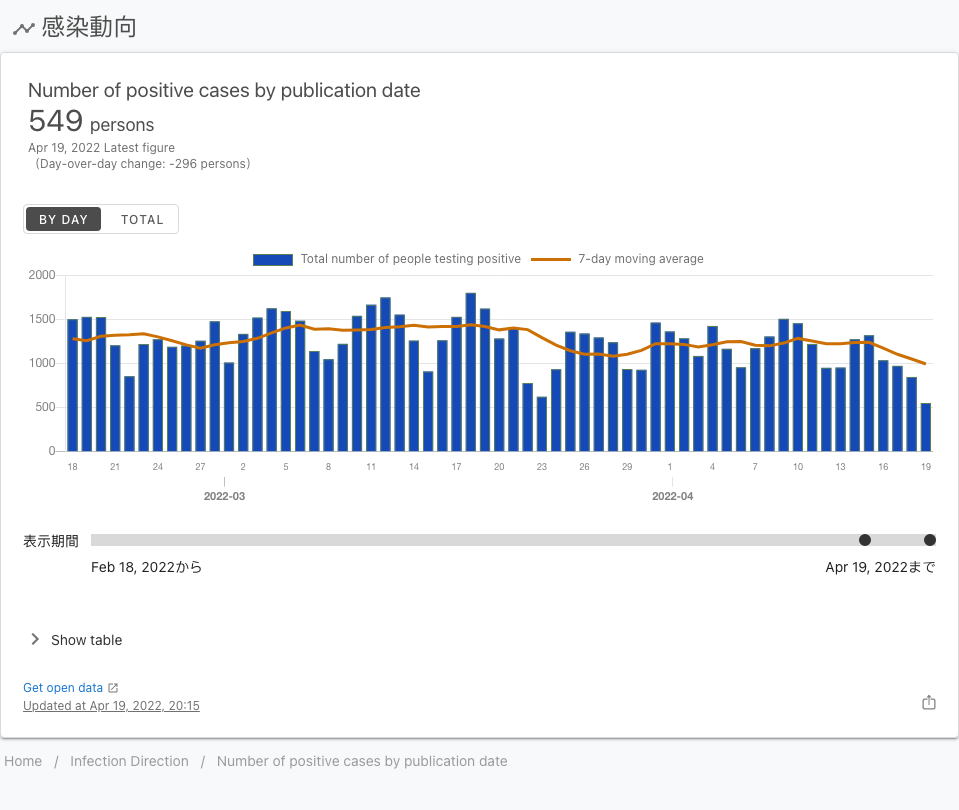 感染動向
Number of positive cases by publication date
549 persons
Apr 19, 2022 Latest figure
（Day-over-day change: -296 persons）
BY DAY TOTAL
Total number of people testing positive 7-day moving average
2000
1500
1000
500
0
18 21 24 27 2 5 8 11 14 17 20 23 26 29 1 4 7 10 13 16 19
2022-03 2022-04
表示期間
Feb 18, 2022から Apr 19, 2022まで
Show table
Get open data
Updated at Apr 19, 2022, 20:15
Home / Infection Direction / Number of positive cases by publication date